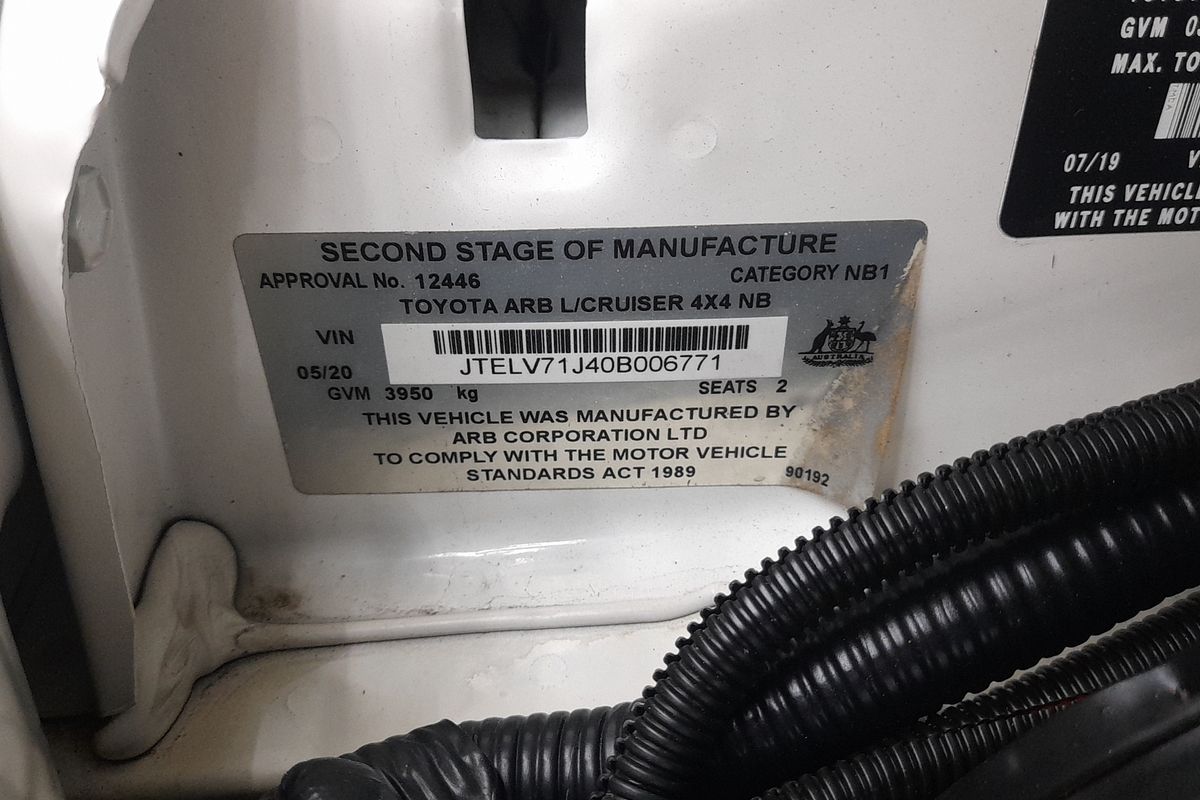 GVM
MAX. TO
07/19 V
THIS VEHICL
WITH THE MOT
SECOND STAGE OF MANUFACTURE
APPROVAL No. 12446 CATEGORY NB1
TOYOTA ARB L/CRUISER 4X4 NB
VIN
JTELV71J40B006771
AUSTRALIA
05/20
GVM 3950 kg SEATS 2
THIS VEHICLE WAS MANUFACTURED BY
ARB CORPORATION LTD
TO COMPLY WITH THE MOTOR VEHICLE
STANDARDS ACT 1989 90192